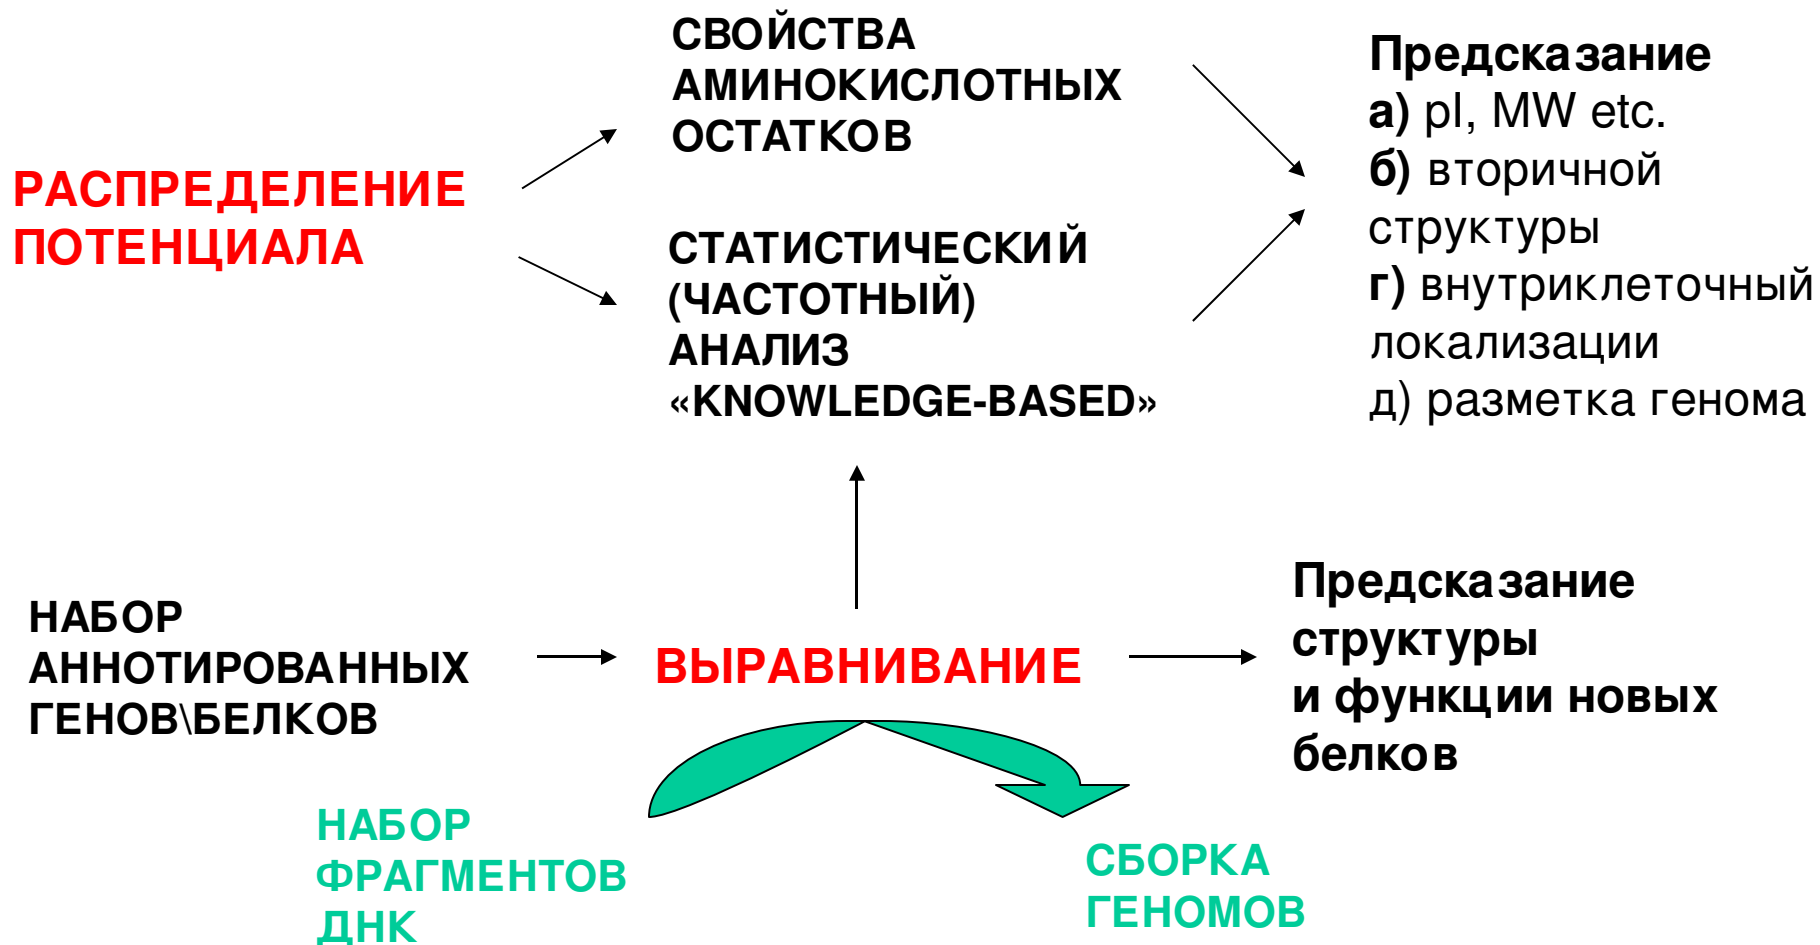 РАСПРЕДЕЛЕНИЕ
ПОТЕНЦИАЛА
СВОЙСТВА
АМИНОКИСЛОТНЫХ
ОСТАТКОВ
СТАТИСТИЧЕСКИЙ
(ЧАСТОТНЫЙ)
АНАЛИЗ
«KNOWLEDGE-BASED»
Предсказание
а) pI, MW etc.
б) вторичной
структуры
г) внутриклеточный
локализации
д) разметка генома
НАБОР
АННОТИРОВАННЫХ
ГЕНОВ\БЕЛКОВ
ВЫРАВНИВАНИЕ
Предсказание
структуры
и функции новых
белков
НАБОР
ФРАГМЕНТОВ
ДНК
СБОРКА
ГЕНОМОВ